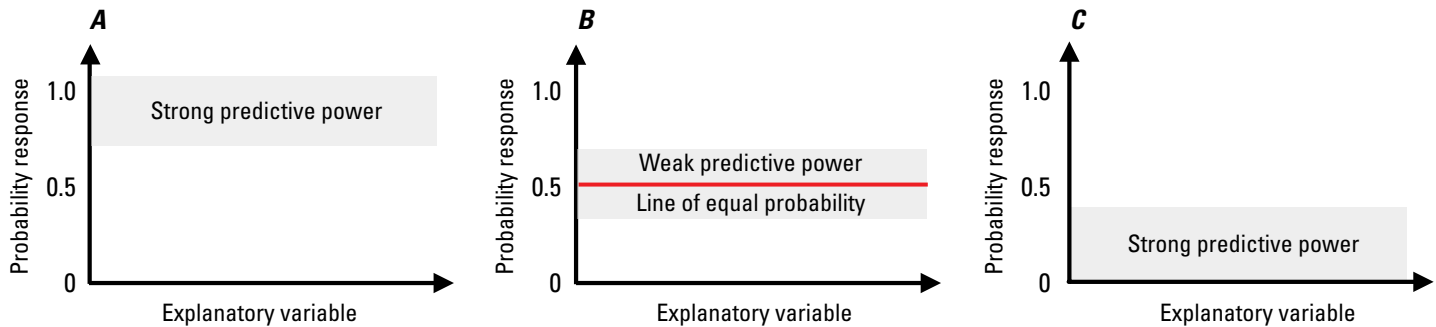 A
Probability response
1.0
0.5
0
Strong predictive power
Explanatory variable
B
Probability response
1.0
0.5
0
Weak predictive power
Line of equal probability
Explanatory variable
C
Probability response
1.0
0.5
0
Strong predictive power
Explanatory variable